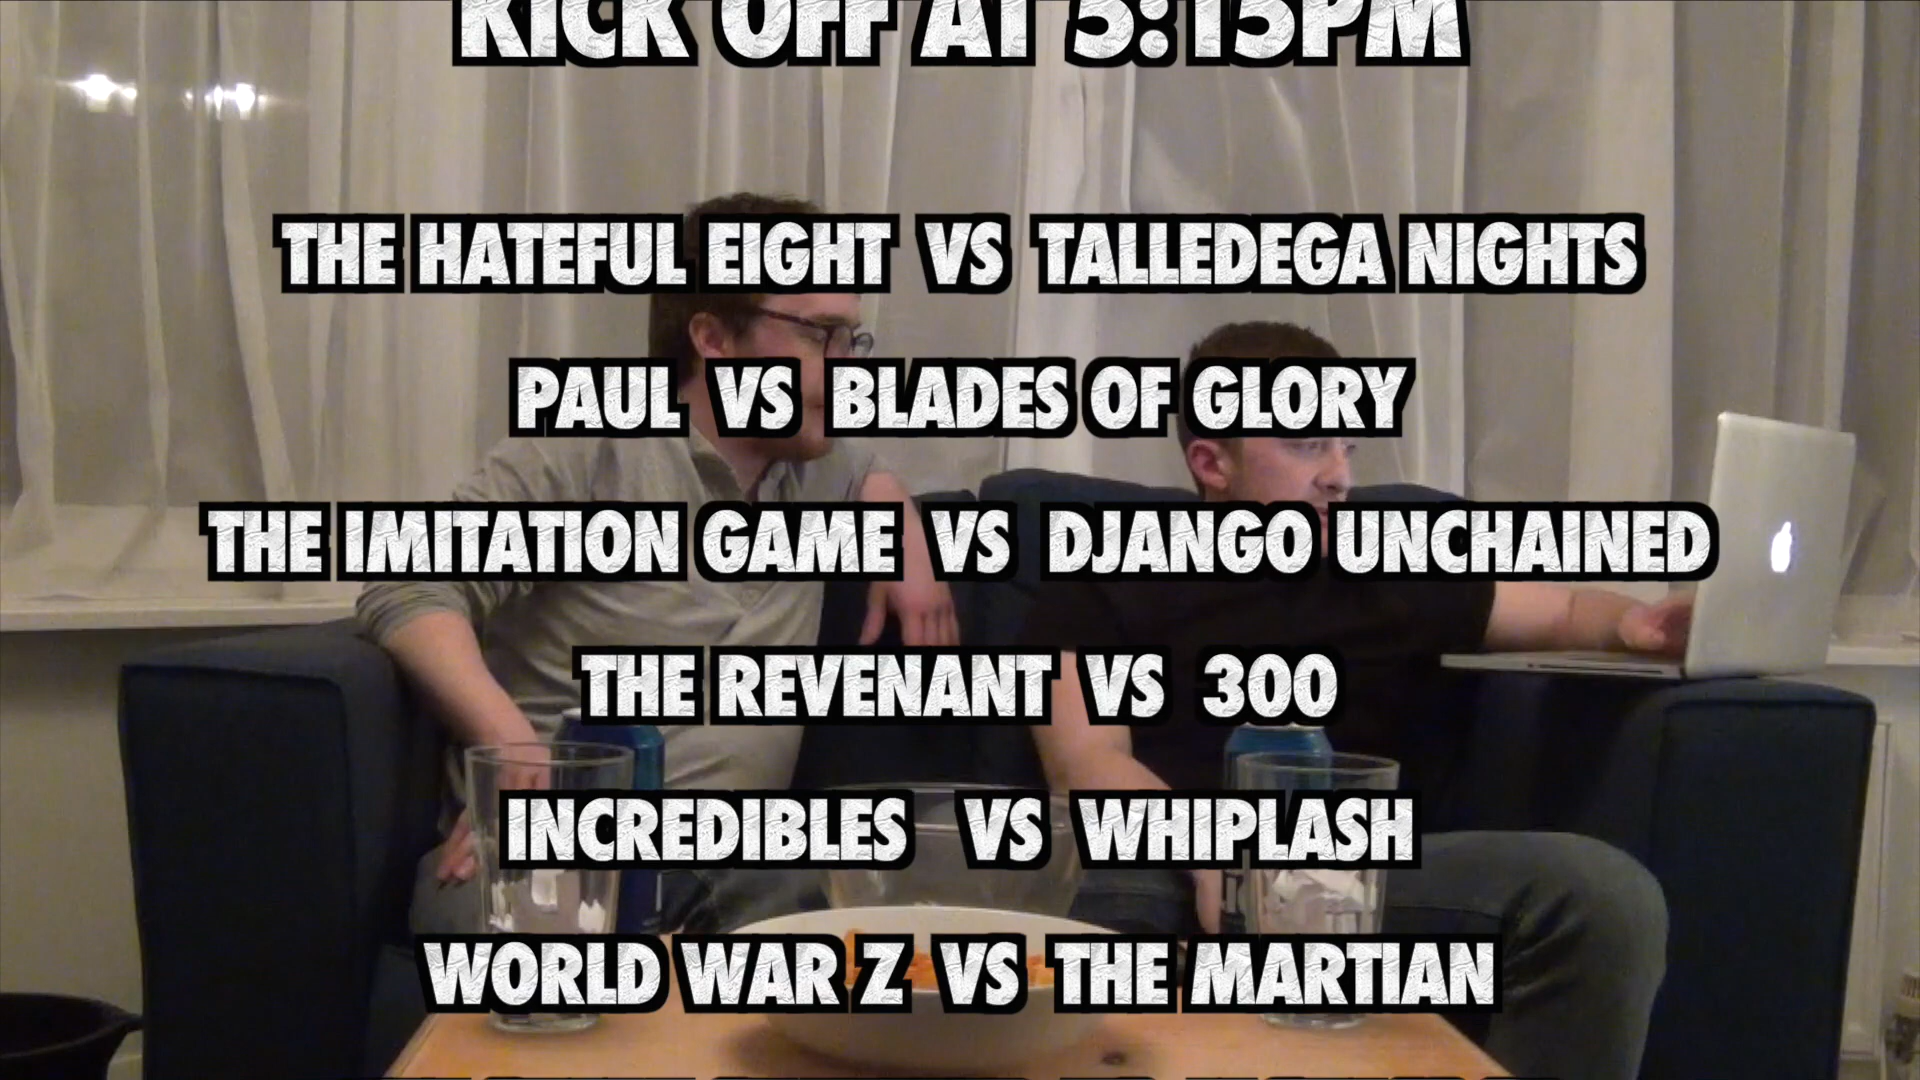 KICK OFF AT 5:15PM
THE HATEFUL EIGHT VS TALLEDEGA NIGHTS
PAUL VS BLADES OF GLORY
THE IMITATION GAME VS DJANGO UNCHAINED
THE REVENANT VS 300
INCREDIBLES VS WHIPLASH
WORLD WAR Z VS THE MARTIAN